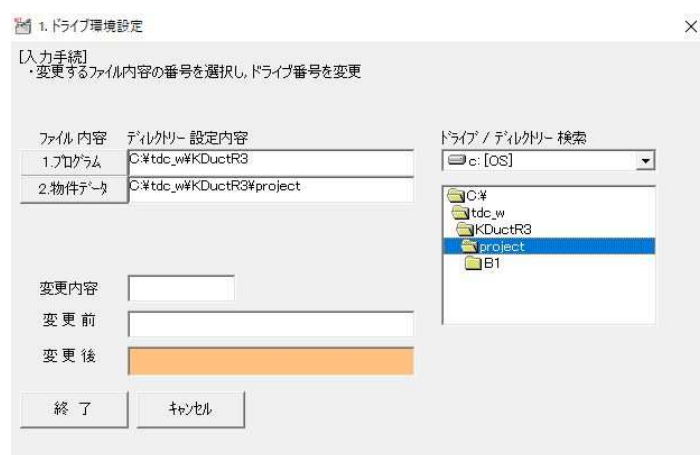 1. ドライブ環境設定
[入力手続]
・変更するファイル内容の番号を選択し,ドライブ番号を変更
ファイル 内容 ディレクトリー 設定内容 ドライブ / ディレクトリー 検索
1.プログラム C:¥tdc_w¥KDuctR3 c: [OS]
2.物件データ C:¥tdc_w¥KDuctR3¥project
C:¥
tdc_w
KDuctR3
project
B1
変更内容
変 更 前
変 更 後
終 了 キャンセル